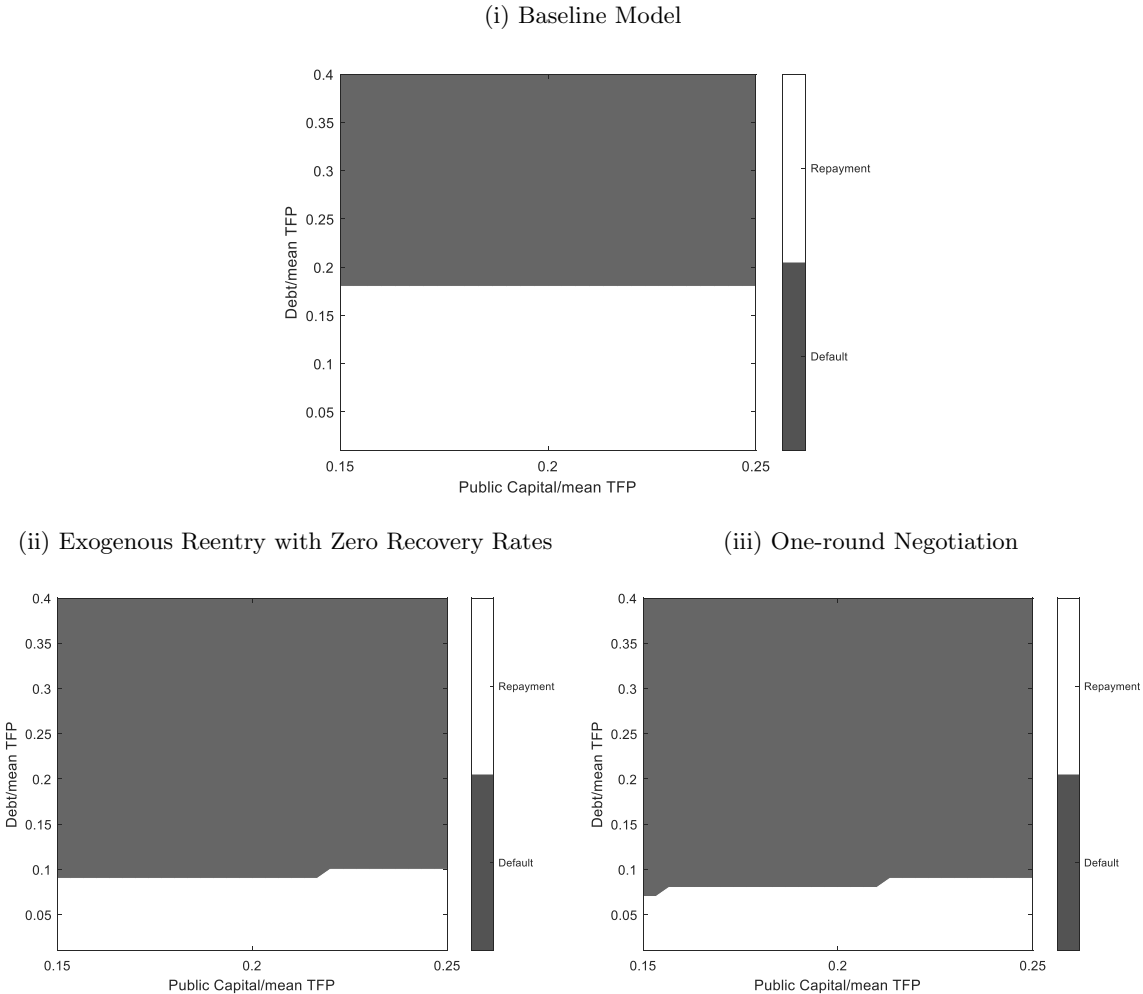 (i) Baseline Model
0.4
0.35
0.3
0.25
0.2
0.15
0.1
0.05
Debt/mean TFP
0.15 0.2 0.25
Public Capital/mean TFP
Repayment
Default
(ii) Exogenous Reentry with Zero Recovery Rates
0.4
0.35
0.3
0.25
0.2
0.15
0.1
0.05
Debt/mean TFP
0.15 0.2 0.25
Public Capital/mean TFP
Repayment
Default
(iii) One-round Negotiation
0.4
0.35
0.3
0.25
0.2
0.15
0.1
0.05
Debt/mean TFP
0.15 0.2 0.25
Public Capital/mean TFP
Repayment
Default